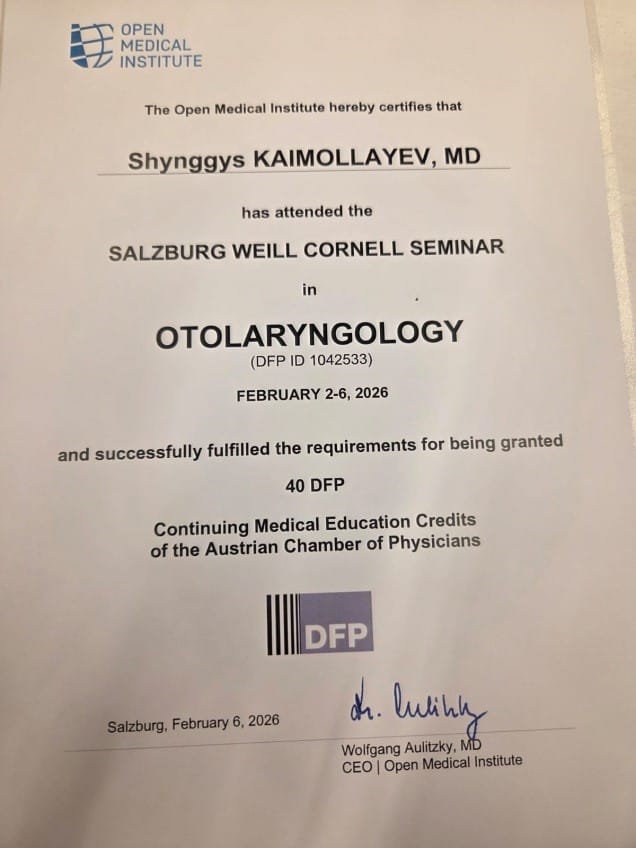 OPEN
MEDICAL
INSTITUTE
The Open Medical Institute hereby certifies that
Shynggys KAIMOLLAYEV, MD
has attended the
SALZBURG WEILL CORNELL SEMINAR
in
OTOLARYNGOLOGY
(DFP ID 1042533)
FEBRUARY 2-6, 2026
and successfully fulfilled the requirements for being granted
40 DFP
Continuing Medical Education Credits
of the Austrian Chamber of Physicians
DFP
Salzburg, February 6, 2026
Wolfgang Aulitzky, MD
CEO | Open Medical Institute